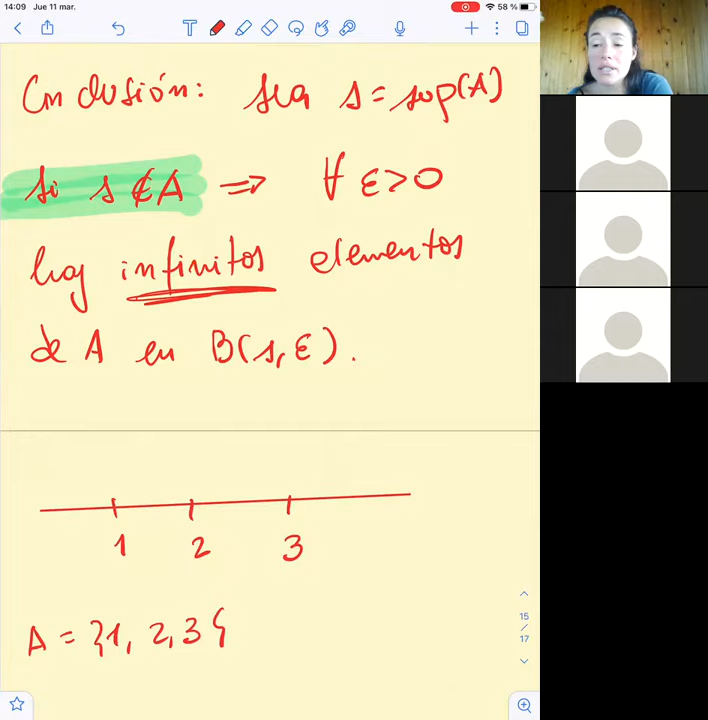 14:09 Jue 11 mar. 58 %
Conclusión: sea s = sup(A)
si s ∉ A ⇒ ∀ ε > 0
hay infinitos elementos
de A en B(s, ε).
1 2 3
A = {1, 2, 3}
15
/
17